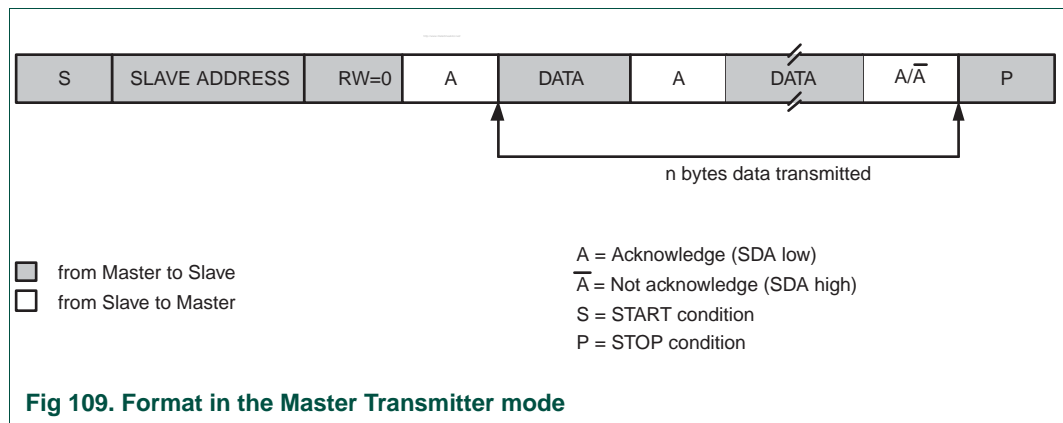 S SLAVE ADDRESS RW=0 A DATA A DATA A/A̅ P
n bytes data transmitted
from Master to Slave
from Slave to Master
A = Acknowledge (SDA low)
A̅ = Not acknowledge (SDA high)
S = START condition
P = STOP condition
Fig 109. Format in the Master Transmitter mode